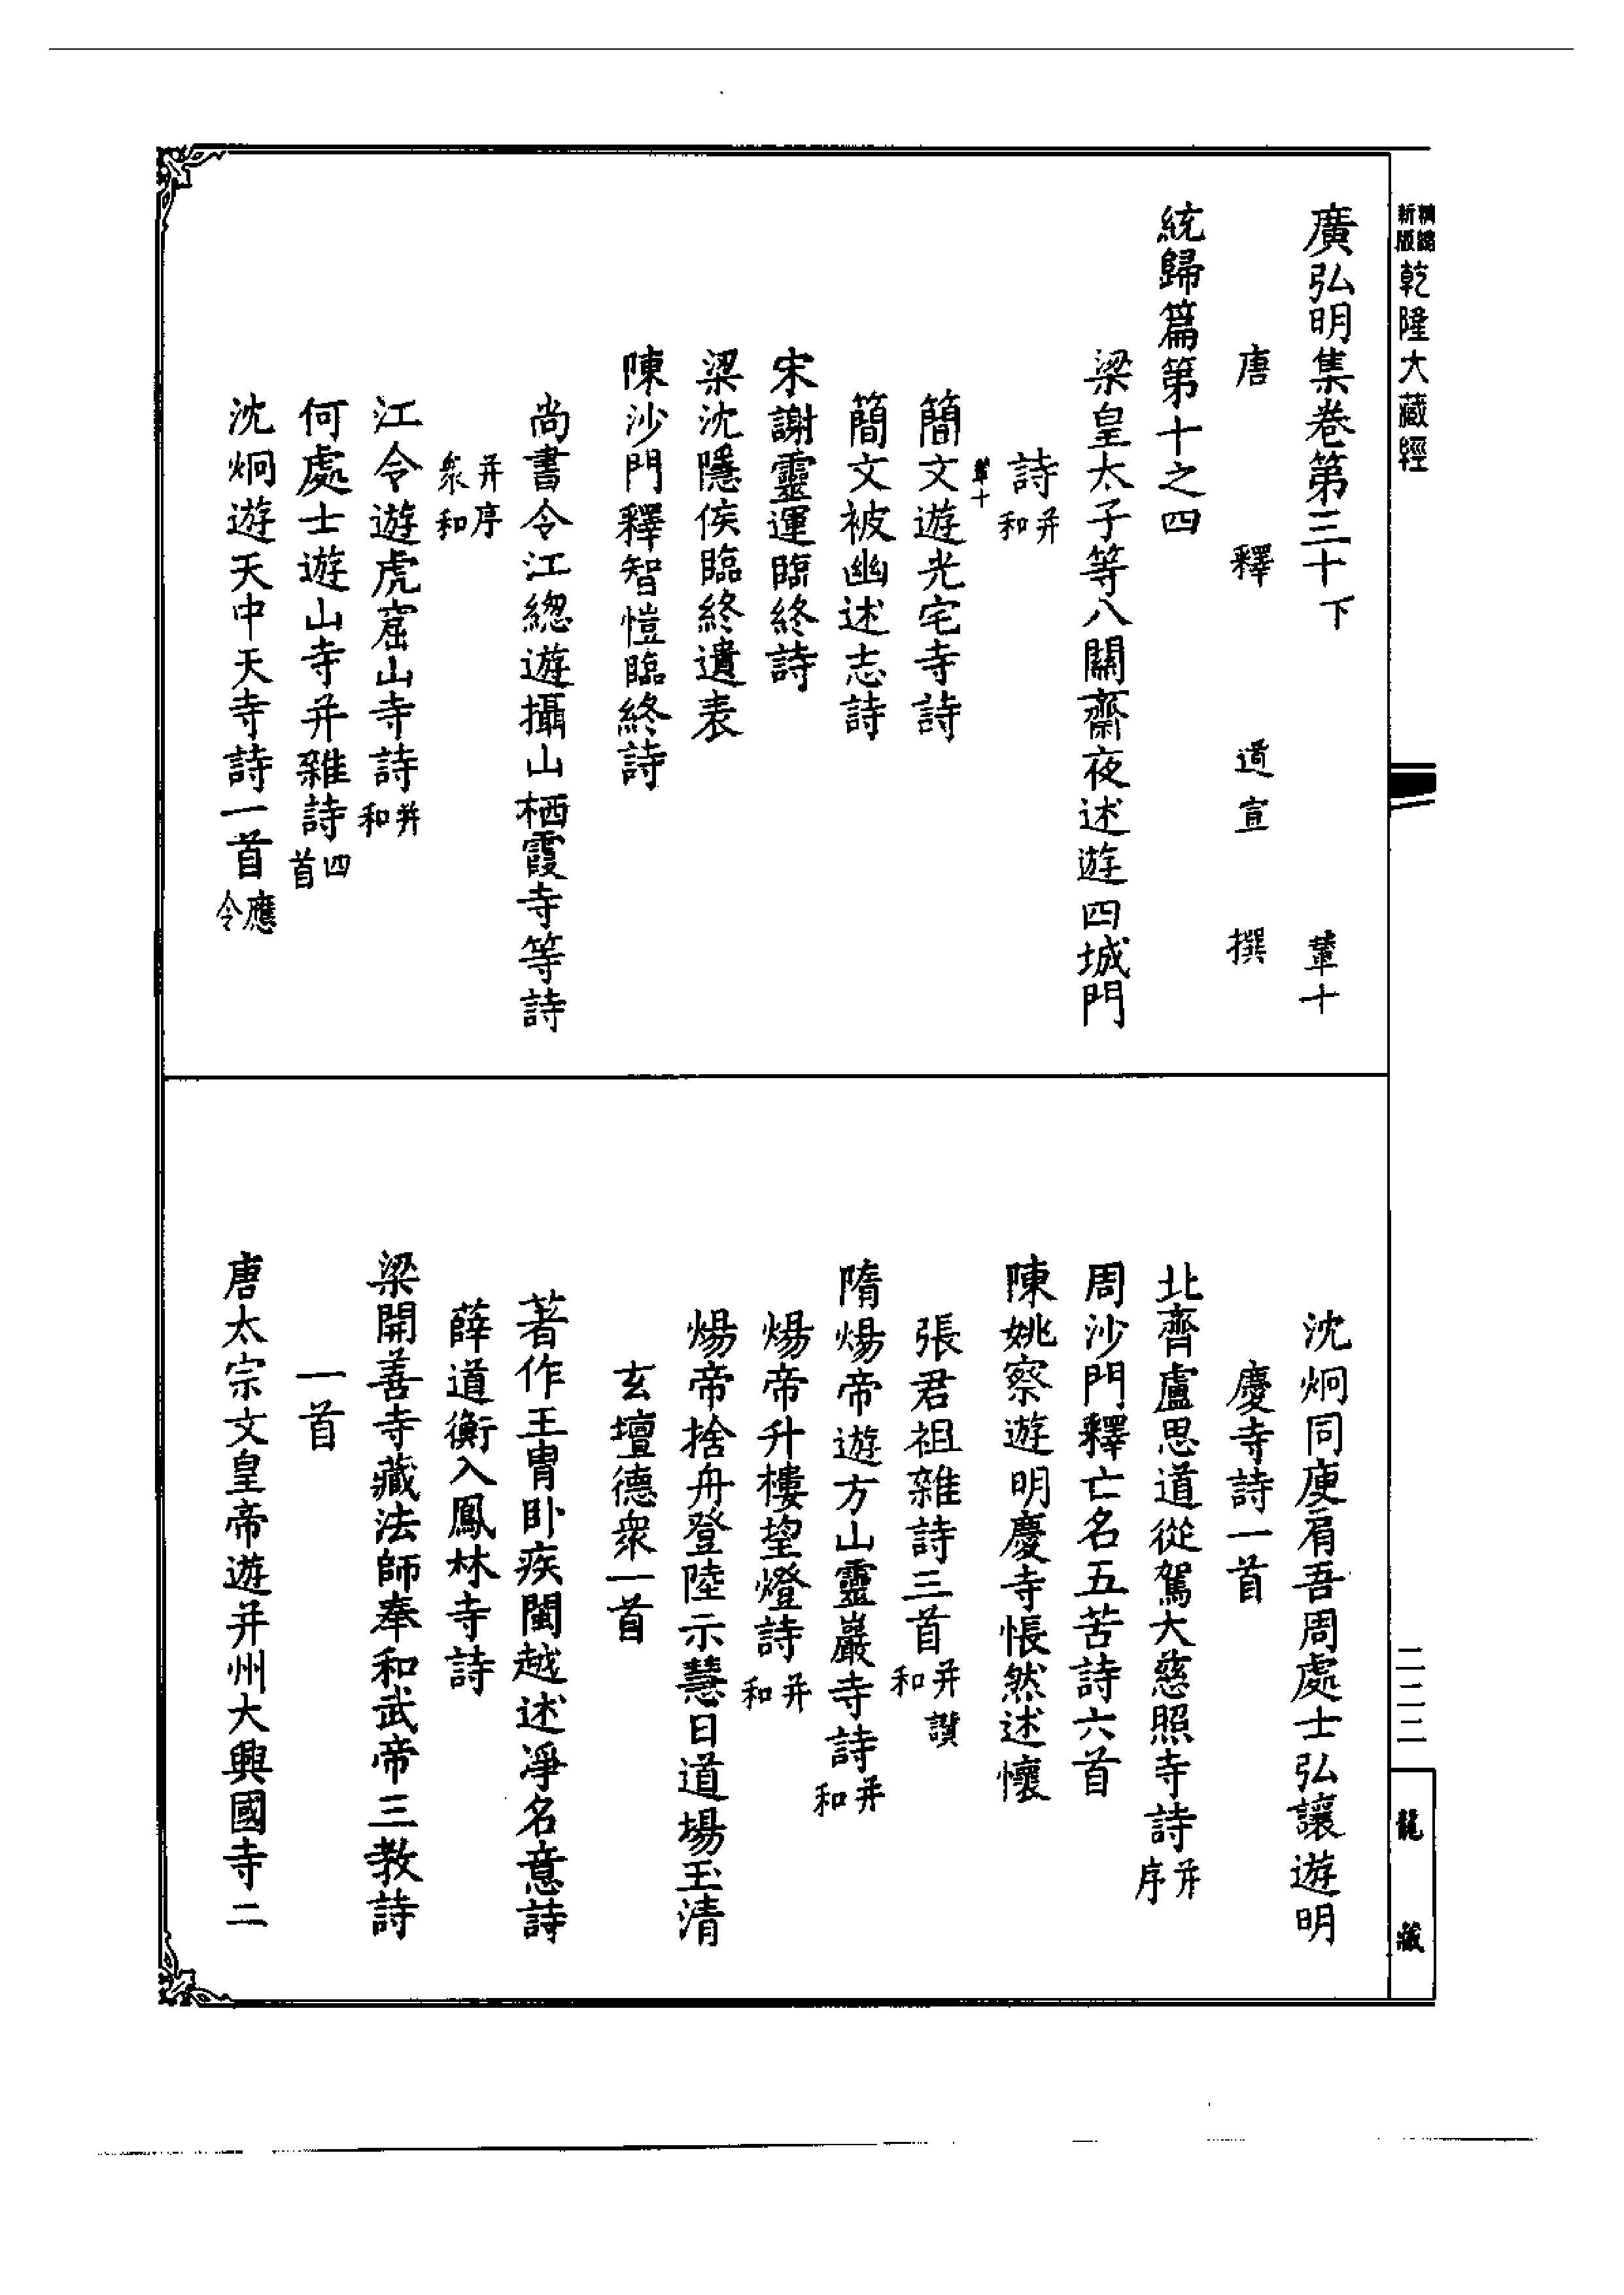 精縮新版 乾隆大藏經
廣弘明集卷第三十下 輦十
唐 釋 道宣 撰
統歸篇第十之四
梁皇太子等八關齋夜述遊四城門
詩并和
輦十
簡文遊光宅寺詩
簡文被幽述志詩
宋謝靈運臨終詩
梁沈隱侯臨終遺表
陳沙門釋智愷臨終詩
尚書令江總遊攝山栖霞寺等詩
并序眾和
江令遊虎窟山寺詩并和
何處士遊山寺并雜詩四首
沈炯遊天中天寺詩一首應令
沈炯同庾肩吾周處士弘讓遊明
慶寺詩一首
北齊盧思道從駕大慈照寺詩并序
周沙門釋亡名五苦詩六首
陳姚察遊明慶寺悵然述懷
張君祖雜詩三首并讚和
隋煬帝遊方山靈巖寺詩并和
煬帝升樓望燈詩并和
煬帝捨舟登陸示慧日道場玉清
玄壇德眾一首
著作王胄卧疾閩越述淨名意詩
薛道衡入鳳林寺詩
梁開善寺藏法師奉和武帝三教詩
一首
唐太宗文皇帝遊并州大興國寺二
二二二
龍藏